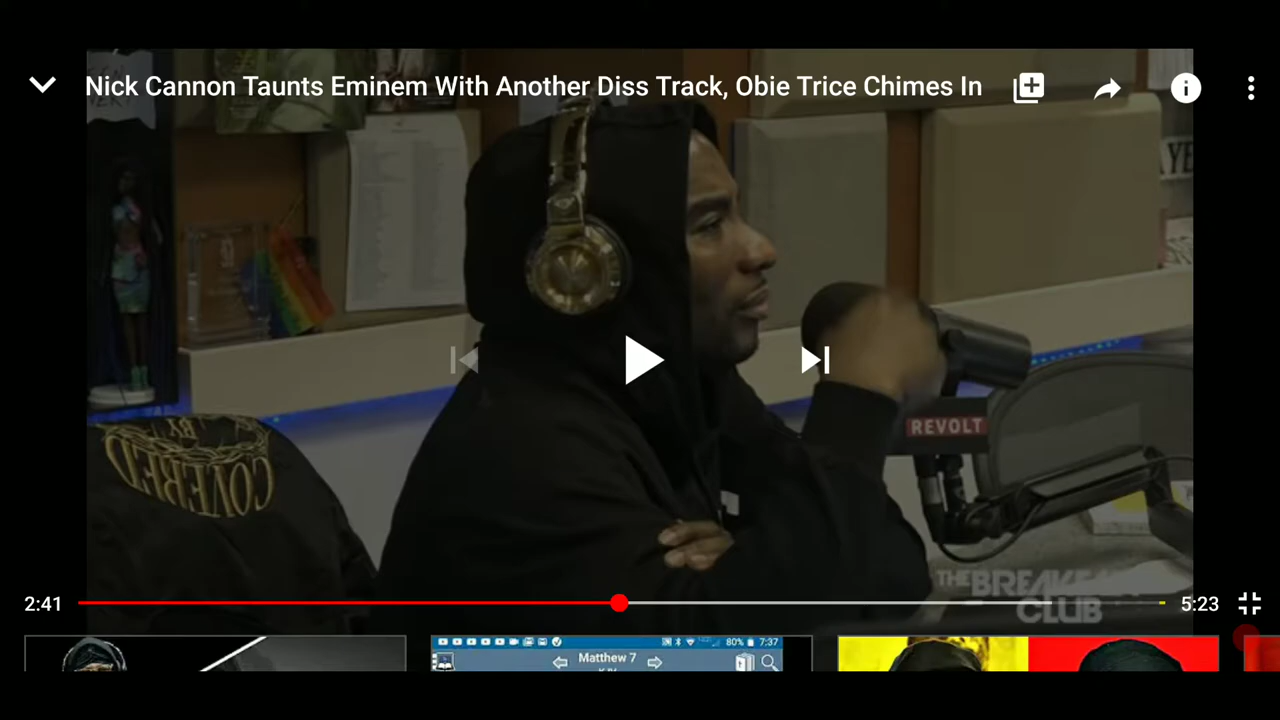 Nick Cannon Taunts Eminem With Another Diss Track, Obie Trice Chimes In
BY
COVERED
REVOLT
THE BREAKFAST
CLUB
2:41
5:23
80% 7:37
Matthew 7